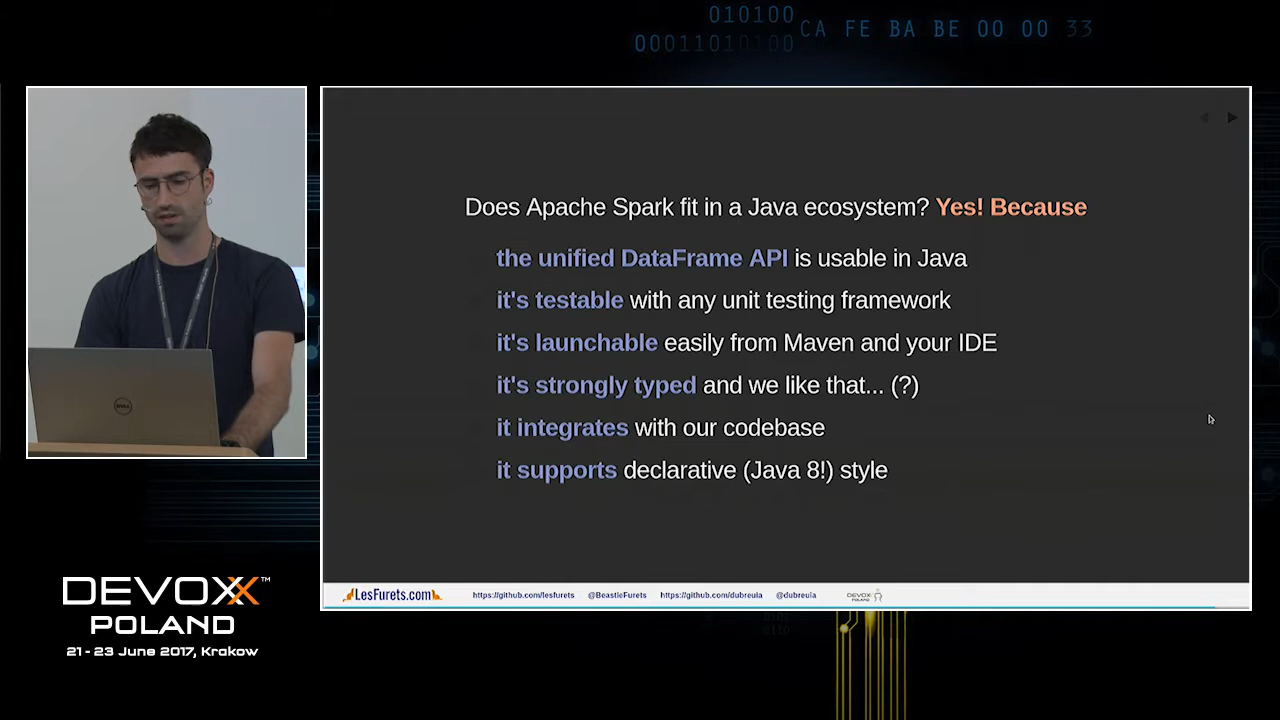 010100
00011010100
CA FE BA BE 00 00 33
Does Apache Spark fit in a Java ecosystem? Yes! Because
the unified DataFrame API is usable in Java
it's testable with any unit testing framework
it's launchable easily from Maven and your IDE
it's strongly typed and we like that... (?)
it integrates with our codebase
it supports declarative (Java 8!) style
LesFurets.com
https://github.com/lesfurets
@BeastieFurets
https://github.com/dubreuia
@dubreuia
DEVOXX
POLAND
DELL
DEVOXX™
POLAND
21 - 23 June 2017, Krakow